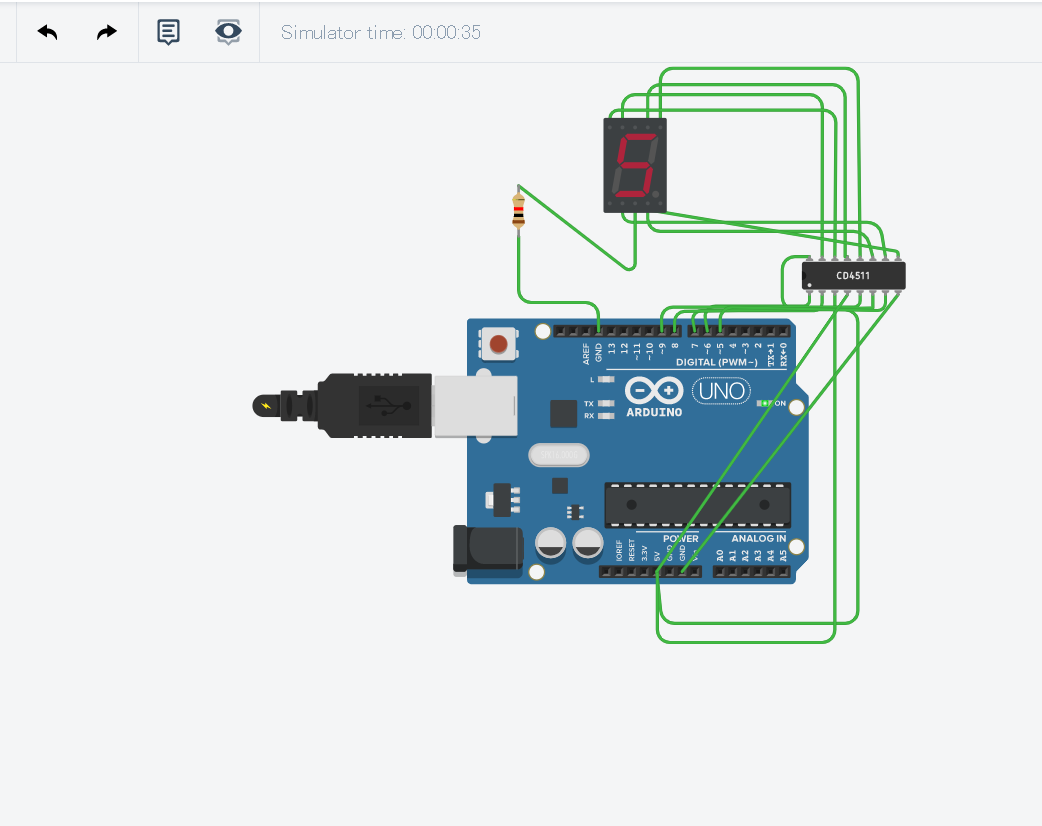 Simulator time: 00:00:35
CD4511
AREF
GND
13
12
~11
~10
~9
8
7
~6
~5
4
~3
2
TX→1
RX←0
DIGITAL (PWM~)
L
TX
RX
UNO
ON
ARDUINO
POWER
ANALOG IN
IOREF
RESET
3.3V
5V
GND
GND
A0
A1
A2
A3
A4
A5